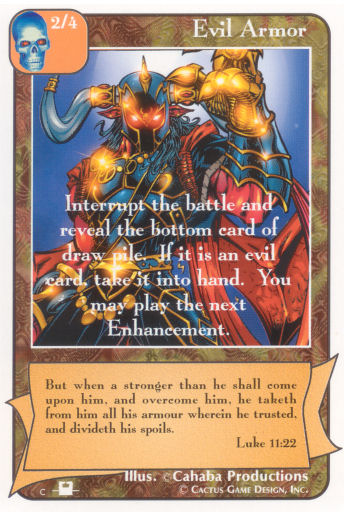 2/4
Evil Armor
Interrupt the battle and
reveal the bottom card of
draw pile. If it is an evil
card, take it into hand. You
may play the next
Enhancement.
But when a stronger than he shall come
upon him, and overcome him, he taketh
from him all his armour wherein he trusted,
and divideth his spoils.
Luke 11:22
Illus. ©Cahaba Productions
C
© Cactus Game Design, Inc.